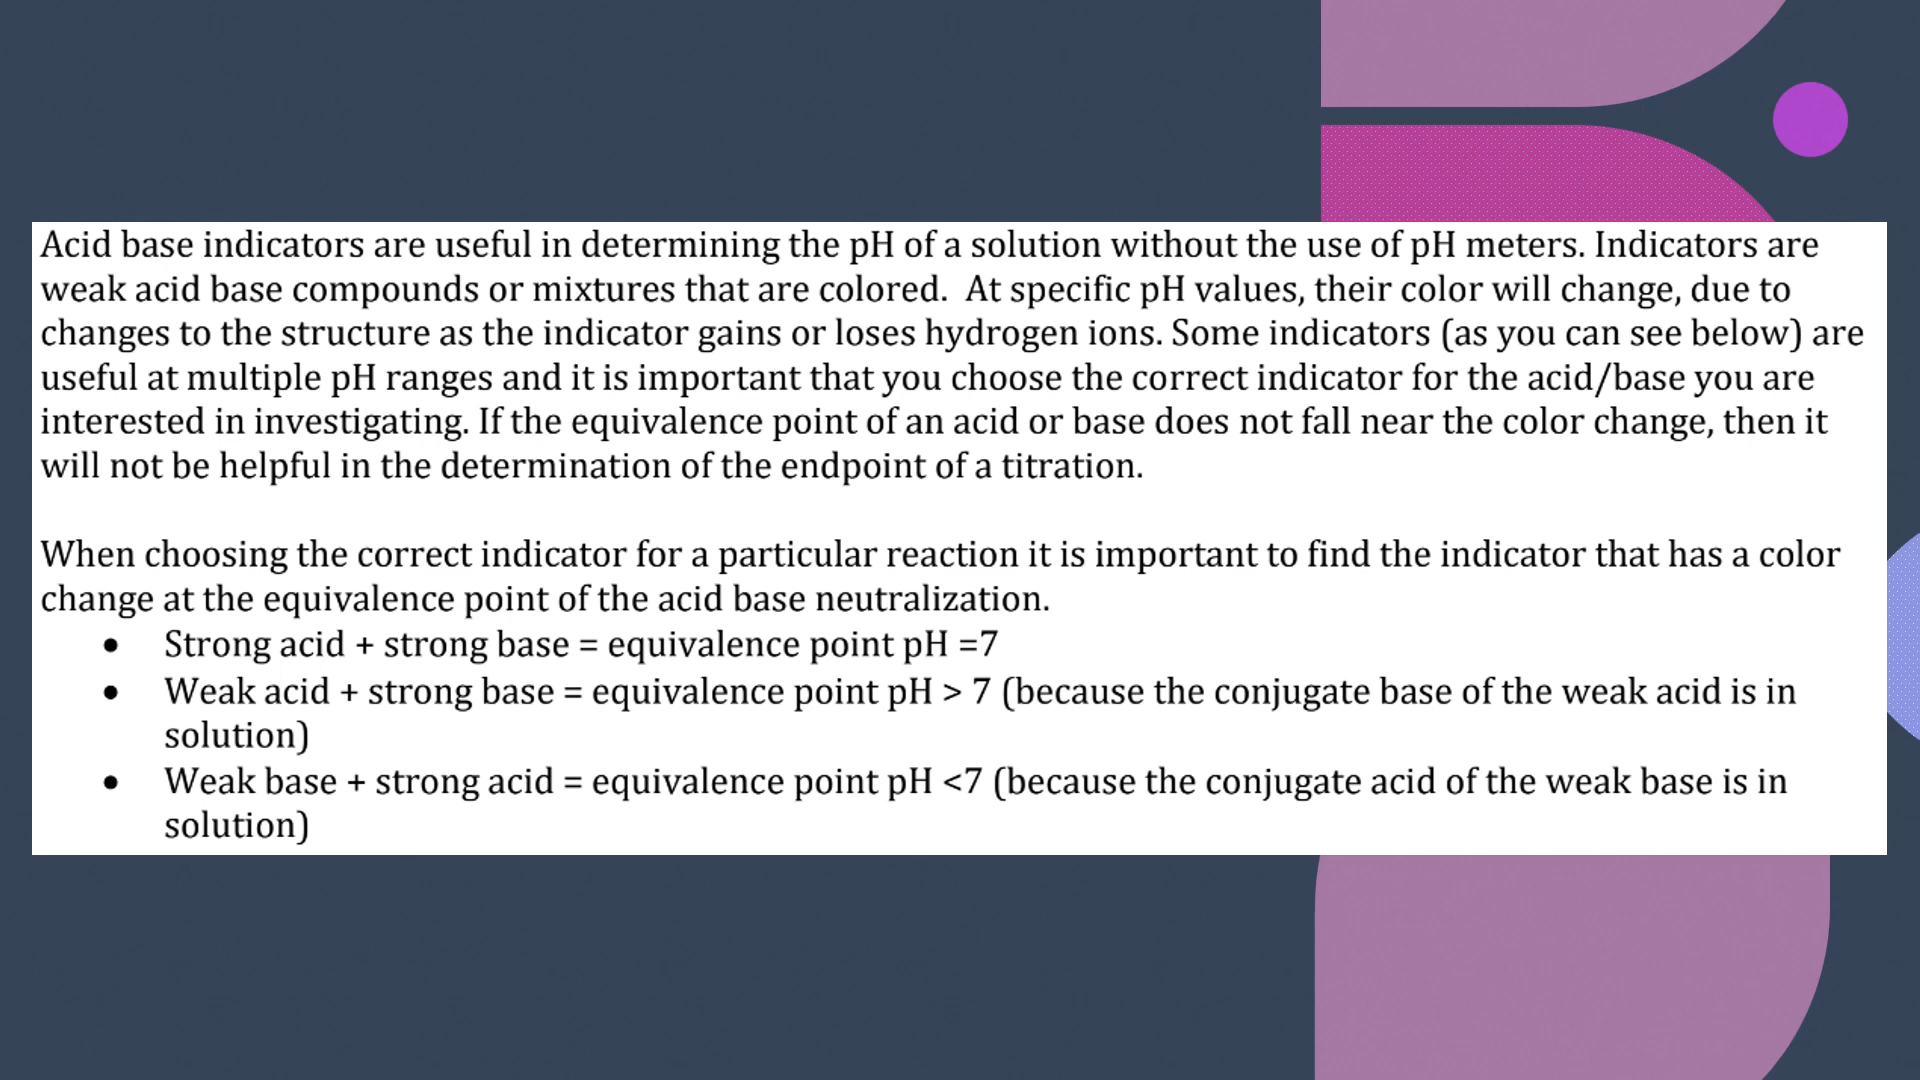 Acid base indicators are useful in determining the pH of a solution without the use of pH meters. Indicators are
weak acid base compounds or mixtures that are colored.  At specific pH values, their color will change, due to
changes to the structure as the indicator gains or loses hydrogen ions. Some indicators (as you can see below) are
useful at multiple pH ranges and it is important that you choose the correct indicator for the acid/base you are
interested in investigating. If the equivalence point of an acid or base does not fall near the color change, then it
will not be helpful in the determination of the endpoint of a titration.
When choosing the correct indicator for a particular reaction it is important to find the indicator that has a color
change at the equivalence point of the acid base neutralization.
• Strong acid + strong base = equivalence point pH =7
• Weak acid + strong base = equivalence point pH > 7 (because the conjugate base of the weak acid is in
solution)
• Weak base + strong acid = equivalence point pH <7 (because the conjugate acid of the weak base is in
solution)